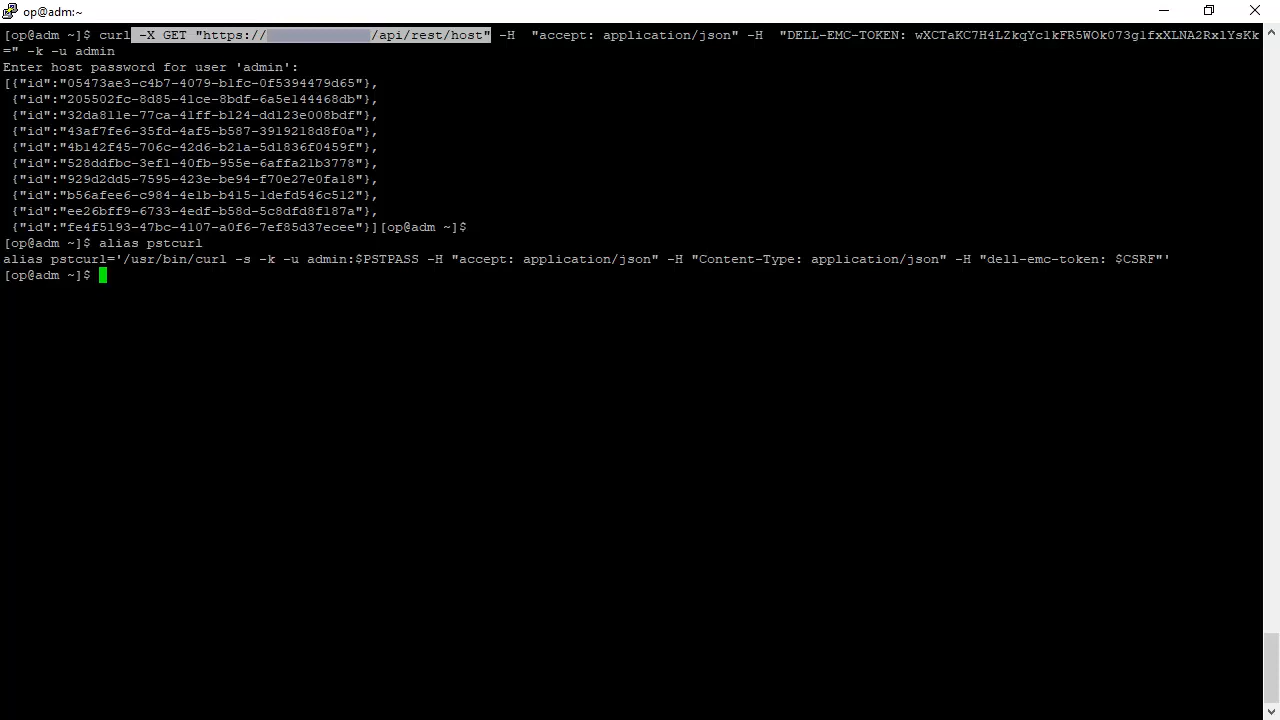 op@adm:~
[op@adm ~]$ curl -X GET "https:// /api/rest/host" -H  "accept: application/json" -H  "DELL-EMC-TOKEN: wXCTaKC7H4LZkqYc1kFR5WOk073g1fxXLNA2RxlYsKk
=" -k -u admin
Enter host password for user 'admin':
[{"id":"05473ae3-c4b7-4079-b1fc-0f5394479d65"},
 {"id":"205502fc-8d85-41ce-8bdf-6a5e144468db"},
 {"id":"32da811e-77ca-41ff-b124-dd123e008bdf"},
 {"id":"43af7fe6-35fd-4af5-b587-3919218d8f0a"},
 {"id":"4b142f45-706c-42d6-b21a-5d1836f0459f"},
 {"id":"528ddfbc-3ef1-40fb-955e-6affa21b3778"},
 {"id":"929d2dd5-7595-423e-be94-f70e27e0fa18"},
 {"id":"b56afee6-c984-4e1b-b415-1defd546c512"},
 {"id":"ee26bff9-6733-4edf-b58d-5c8dfd8f187a"},
 {"id":"fe4f5193-47bc-4107-a0f6-7ef85d37ecee"}][op@adm ~]$
[op@adm ~]$ alias pstcurl
alias pstcurl='/usr/bin/curl -s -k -u admin:$PSTPASS -H "accept: application/json" -H "Content-Type: application/json" -H "dell-emc-token: $CSRF"'
[op@adm ~]$